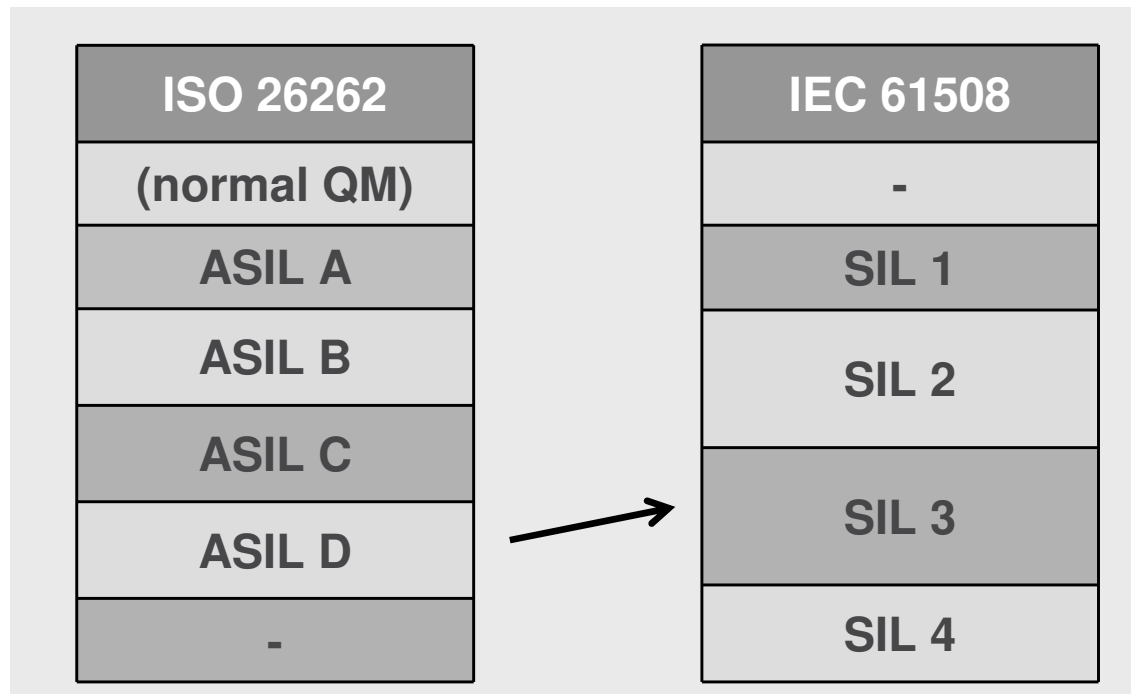 ISO 26262
(normal QM)
ASIL A
ASIL B
ASIL C
ASIL D
-
IEC 61508
-
SIL 1
SIL 2
SIL 3
SIL 4